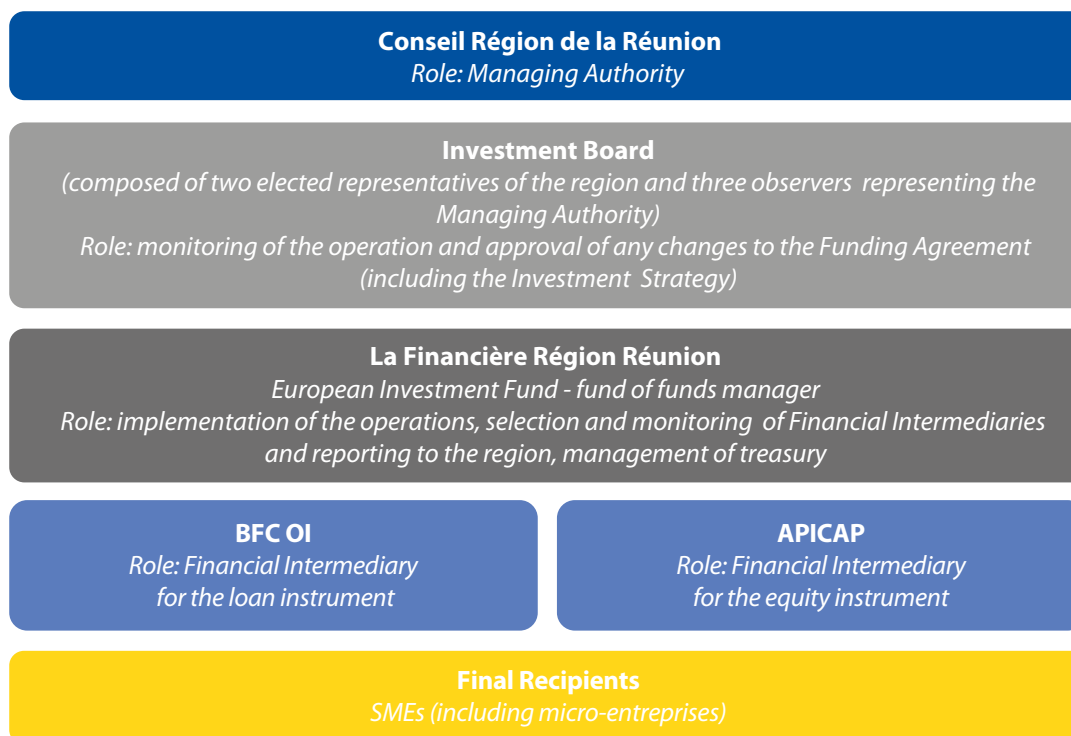 Conseil Région de la Réunion
Role: Managing Authority
Investment Board
(composed of two elected representatives of the region and three observers representing the
Managing Authority)
Role: monitoring of the operation and approval of any changes to the Funding Agreement
(including the Investment Strategy)
La Financière Région Réunion
European Investment Fund - fund of funds manager
Role: implementation of the operations, selection and monitoring of Financial Intermediaries
and reporting to the region, management of treasury
BFC OI
Role: Financial Intermediary
for the loan instrument
APICAP
Role: Financial Intermediary
for the equity instrument
Final Recipients
SMEs (including micro-entreprises)